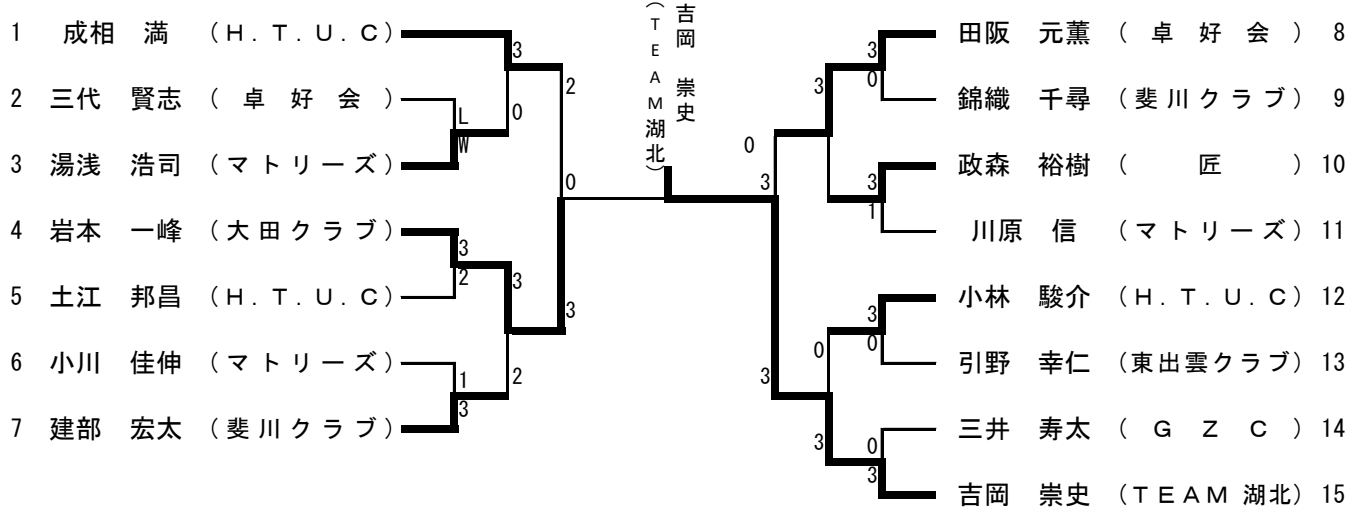 吉岡 崇史
(TEAM湖北)
1 成相 満 (H.T.U.C)
2 三代 賢志 (卓好会)
3 湯浅 浩司 (マトリーズ)
4 岩本 一峰 (大田クラブ)
5 土江 邦昌 (H.T.U.C)
6 小川 佳伸 (マトリーズ)
7 建部 宏太 (斐川クラブ)
3
0
L
W
2
0
3
2
3
3
1
3
2
0
3
3
3
0
3
3
1
3
0
0
3
0
3
田阪 元薫 (卓好会) 8
錦織 千尋 (斐川クラブ) 9
政森 裕樹 (匠) 10
川原 信 (マトリーズ) 11
小林 駿介 (H.T.U.C) 12
引野 幸仁 (東出雲クラブ) 13
三井 寿太 (GZC) 14
吉岡 崇史 (TEAM 湖北) 15